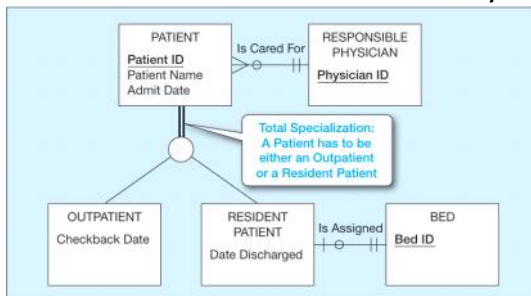 PATIENT
Patient ID
Patient Name
Admit Date
Is Cared For
RESPONSIBLE
PHYSICIAN
Physician ID
Total Specialization:
A Patient has to be
either an Outpatient
or a Resident Patient
OUTPATIENT
Checkback Date
RESIDENT
PATIENT
Date Discharged
Is Assigned
BED
Bed ID